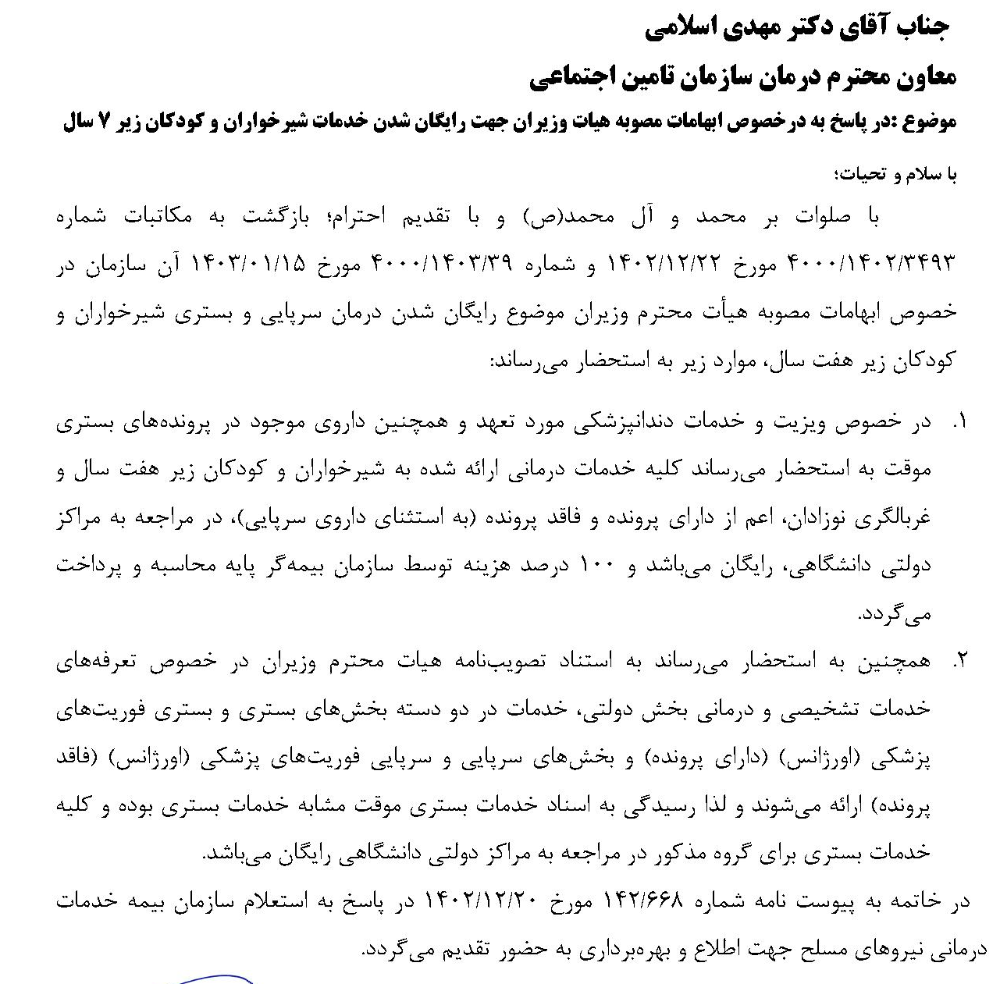 جناب آقای دکتر مهدی اسلامی
معاون محترم درمان سازمان تامین اجتماعی
موضوع :در پاسخ به درخصوص ابهامات مصوبه هیات وزیران جهت رایگان شدن خدمات شیرخواران و کودکان زیر ۷ سال
با سلام و تحیات؛
با صلوات بر محمد و آل محمد(ص) و با تقدیم احترام؛ بازگشت به مکاتبات شماره
۴۰۰۰/۱۴۰۲/۳۴۹۳ مورخ ۱۴۰۲/۱۲/۲۲ و شماره ۴۰۰۰/۱۴۰۳/۳۹ مورخ ۱۴۰۳/۰۱/۱۵ آن سازمان در
خصوص ابهامات مصوبه هیأت محترم وزیران موضوع رایگان شدن درمان سرپایی و بستری شیرخواران و
کودکان زیر هفت سال، موارد زیر به استحضار می‌رساند:
۱. در خصوص ویزیت و خدمات دندانپزشکی مورد تعهد و همچنین داروی موجود در پرونده‌های بستری
موقت به استحضار می‌رساند کلیه خدمات درمانی ارائه شده به شیرخواران و کودکان زیر هفت سال و
غربالگری نوزادان، اعم از دارای پرونده و فاقد پرونده (به استثنای داروی سرپایی)، در مراجعه به مراکز
دولتی دانشگاهی، رایگان می‌باشد و ۱۰۰ درصد هزینه توسط سازمان بیمه‌گر پایه محاسبه و پرداخت
می‌گردد.
۲. همچنین به استحضار می‌رساند به استناد تصویب‌نامه هیات محترم وزیران در خصوص تعرفه‌های
خدمات تشخیصی و درمانی بخش دولتی، خدمات در دو دسته بخش‌های بستری و بستری فوریت‌های
پزشکی (اورژانس) (دارای پرونده) و بخش‌های سرپایی و سرپایی فوریت‌های پزشکی (اورژانس) (فاقد
پرونده) ارائه می‌شوند و لذا رسیدگی به اسناد خدمات بستری موقت مشابه خدمات بستری بوده و کلیه
خدمات بستری برای گروه مذکور در مراجعه به مراکز دولتی دانشگاهی رایگان می‌باشد.
در خاتمه به پیوست نامه شماره ۱۴۲/۶۶۸ مورخ ۱۴۰۲/۱۲/۲۰ در پاسخ به استعلام سازمان بیمه خدمات
درمانی نیروهای مسلح جهت اطلاع و بهره‌برداری به حضور تقدیم می‌گردد.